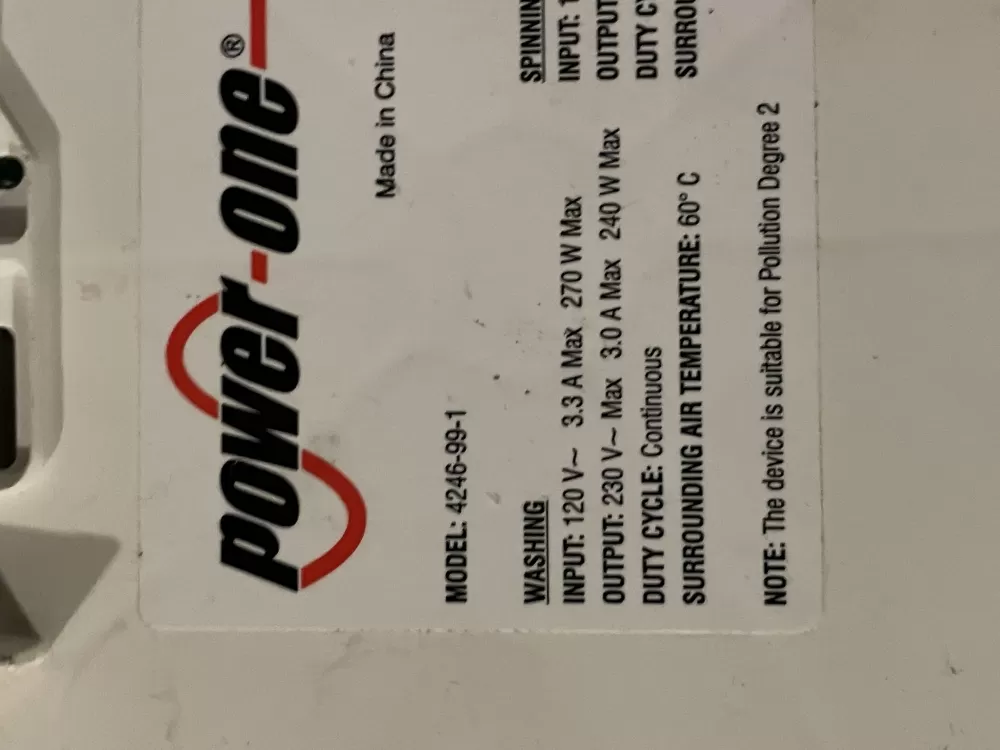 power-one®
Made in China
MODEL: 4246-99-1
WASHING
INPUT: 120 V~ 3.3 A Max 270 W Max
OUTPUT: 230 V~ Max 3.0 A Max 240 W Max
DUTY CYCLE: Continuous
SURROUNDING AIR TEMPERATURE: 60° C
SPINNIN
INPUT: 1
OUTPUT
DUTY C
SURROU
NOTE: The device is suitable for Pollution Degree 2